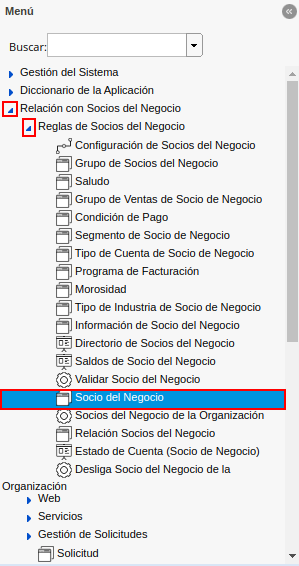 Menú
Buscar:
Gestión del Sistema
Diccionario de la Aplicación
Relación con Socios del Negocio
Reglas de Socios del Negocio
Configuración de Socios del Negocio
Grupo de Socios del Negocio
Saludo
Grupo de Ventas de Socio de Negocio
Condición de Pago
Segmento de Socio de Negocio
Tipo de Cuenta de Socio de Negocio
Programa de Facturación
Morosidad
Tipo de Industria de Socio de Negocio
Información de Socio del Negocio
Directorio de Socios del Negocio
Saldos de Socio del Negocio
Validar Socio del Negocio
Socio del Negocio
Socios del Negocio de la Organización
Relación Socios del Negocio
Estado de Cuenta (Socio de Negocio)
Desliga Socio del Negocio de la
Organización
Web
Servicios
Gestión de Solicitudes
Solicitud